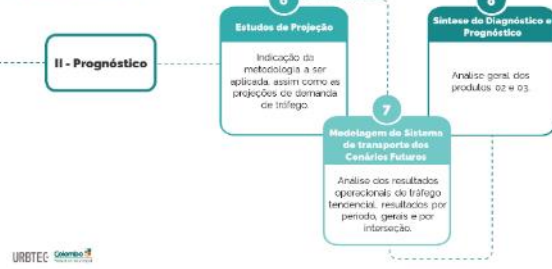 II - Prognóstico
Estudos de Projeção
Indicação da
metodologia a ser
aplicada, assim como as
projeções de demanda
de tráfego.
7
Modelagem do Sistema
de transporte dos
Cenários Futuros
Análise dos resultados
operacionais do tráfego
tendencial, resultados por
período, gerais e por
interseção.
Síntese do Diagnóstico e
Prognóstico
Análise geral dos
produtos 02 e 03.
URBTEC
Colombo